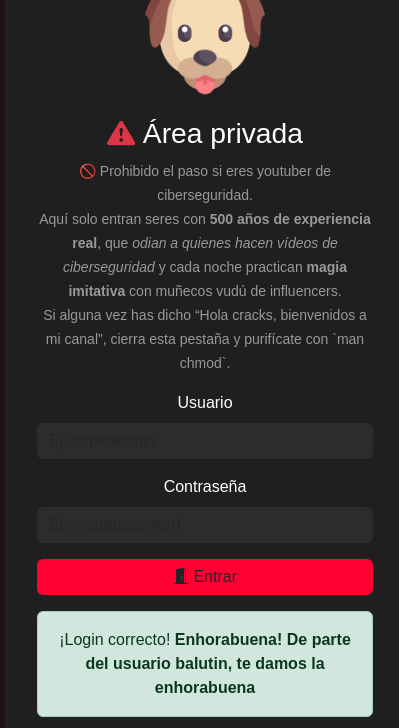 Área privada
🚫 Prohibido el paso si eres youtuber de
ciberseguridad.
Aquí solo entran seres con 500 años de experiencia
real, que odian a quienes hacen vídeos de
ciberseguridad y cada noche practican magia
imitativa con muñecos vudú de influencers.
Si alguna vez has dicho “Hola cracks, bienvenidos a
mi canal”, cierra esta pestaña y purifícate con `man
chmod`.
Usuario
Ej. superadmin
Contraseña
Ej. megapassword
🚪 Entrar
¡Login correcto! Enhorabuena! De parte
del usuario balutin, te damos la
enhorabuena